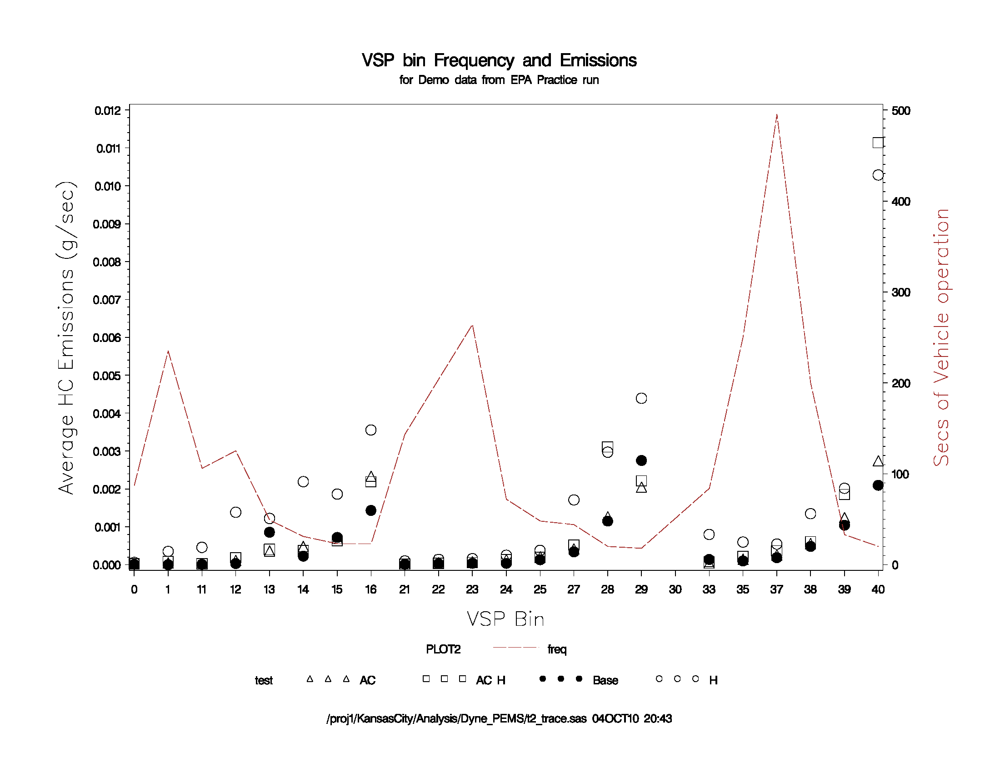 VSP bin Frequency and Emissions
for Demo data from EPA Practice run
0.012
0.011
0.010
0.009
0.008
0.007
0.006
0.005
0.004
0.003
0.002
0.001
0.000
Average HC Emissions (g/sec)
500
400
300
200
100
0
Secs of Vehicle operation
0 1 11 12 13 14 15 16 21 22 23 24 25 27 28 29 30 33 35 37 38 39 40
VSP Bin
PLOT2 freq
test AC AC H Base H
/proj1/KansasCity/Analysis/Dyne_PEMS/t2_trace.sas 04OCT10 20:43